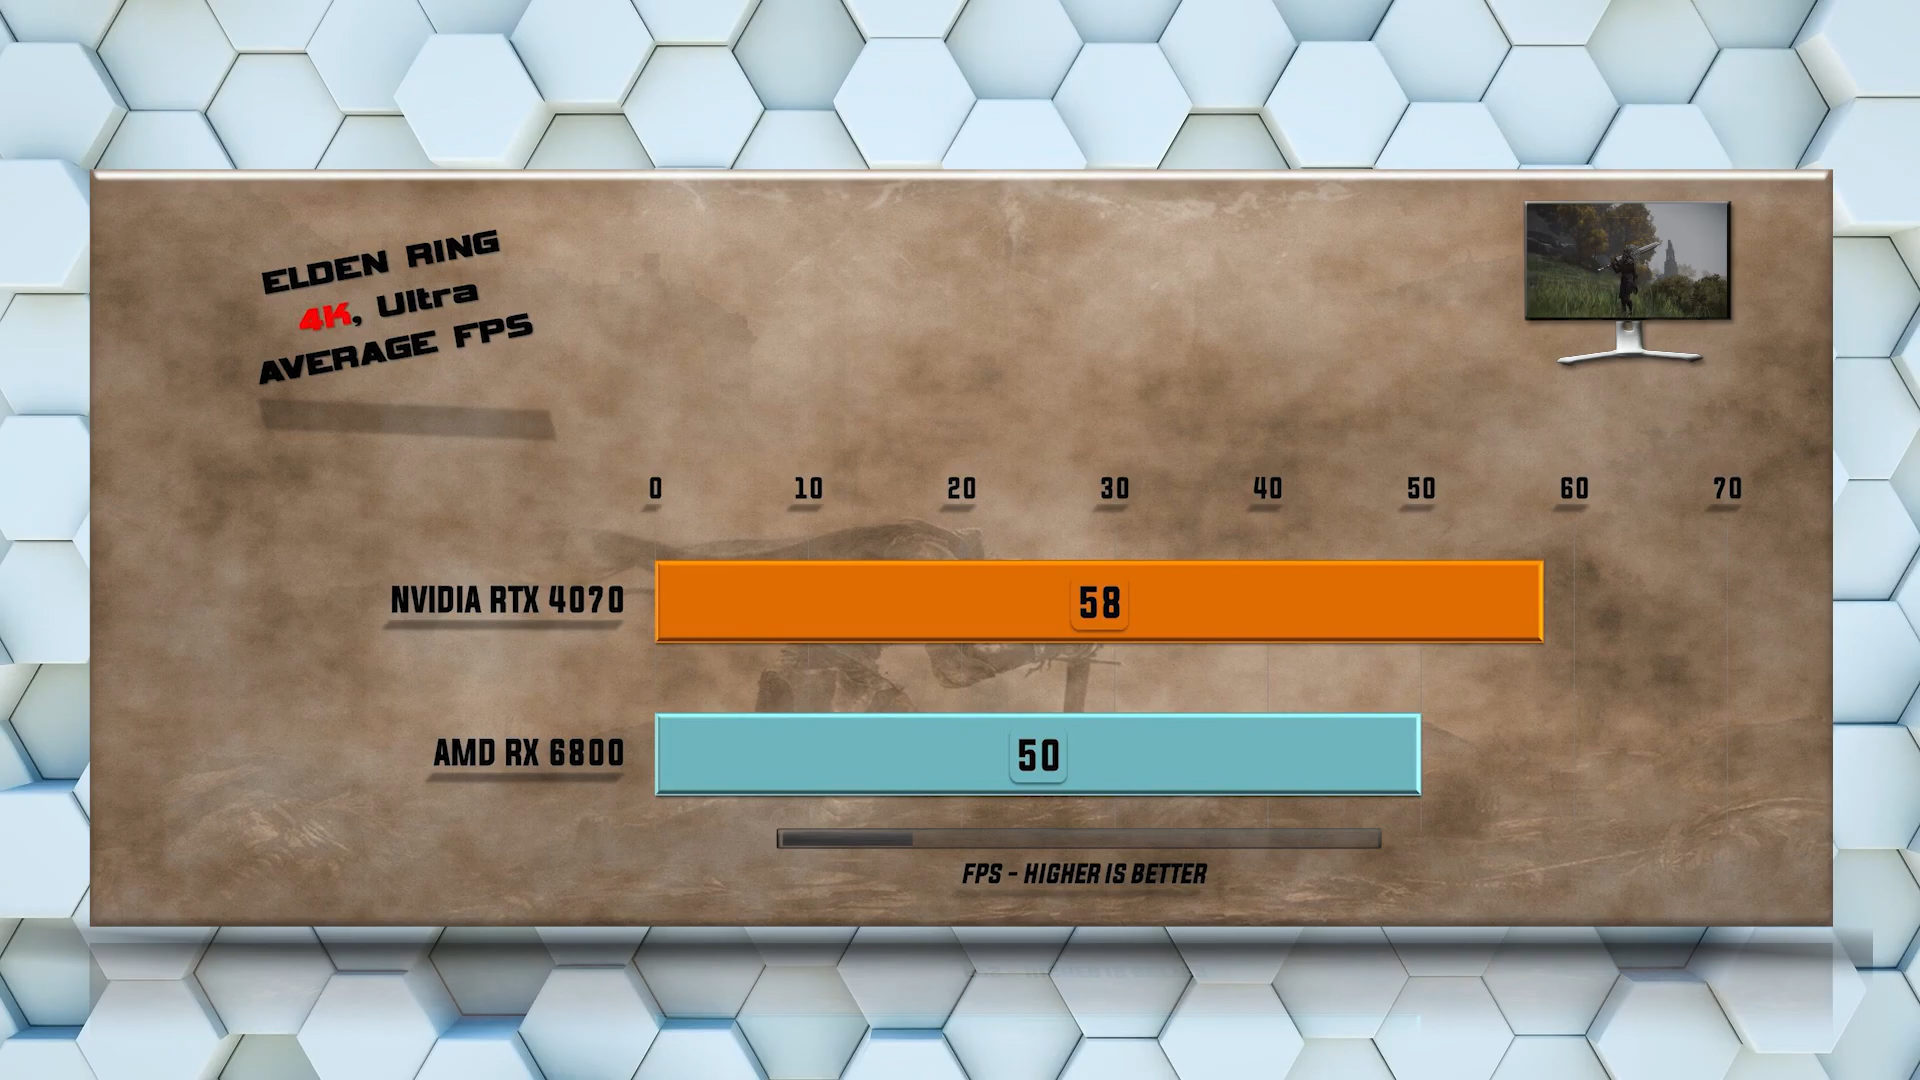 ELDEN RING
4K, Ultra
AVERAGE FPS
0 10 20 30 40 50 60 70
NVIDIA RTX 4070 58
AMD RX 6800 50
FPS - HIGHER IS BETTER